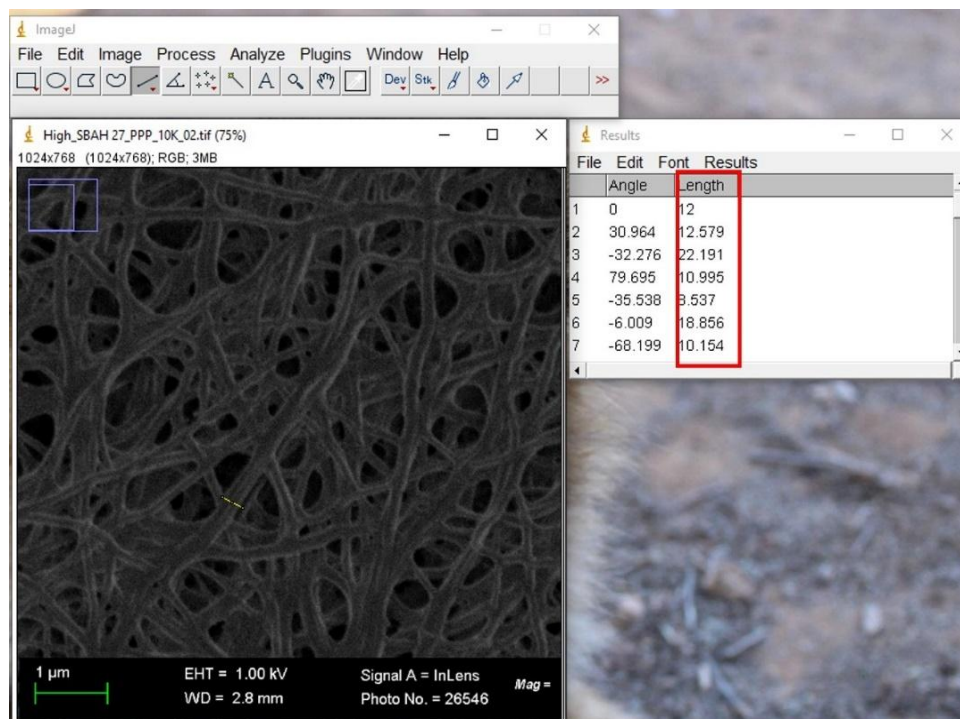 ImageJ
File Edit Image Process Analyze Plugins Window Help
A Dev Stk >>
High_SBAH 27_PPP_10K_02.tif (75%)
1024x768 (1024x768); RGB; 3MB
Results
File Edit Font Results
Angle Length
1 0 12
2 30.964 12.579
3 -32.276 22.191
4 79.695 10.995
5 -35.538 8.537
6 -6.009 18.856
7 -68.199 10.154
1 µm EHT = 1.00 kV Signal A = InLens Mag =
WD = 2.8 mm Photo No. = 26546